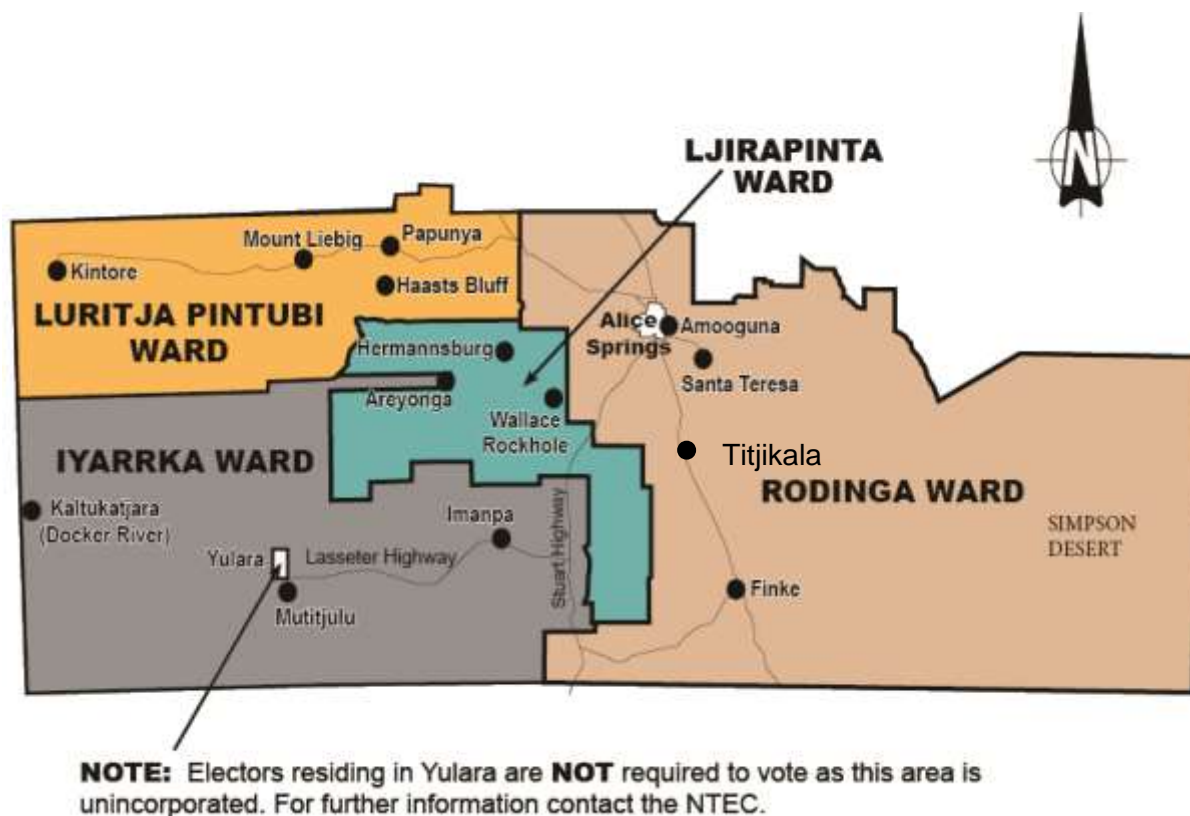 N
LJIRAPINTA
WARD
Mount Liebig
Papunya
Kintore
Haasts Bluff
LURITJA PINTUBI
WARD
Alice
Springs
Amooguna
Hermannsburg
Santa Teresa
Areyonga
Wallace
Rockhole
IYARRKA WARD
Titjikala
RODINGA WARD
Kaltukatjara
(Docker River)
Imanpa
SIMPSON
DESERT
Yulara
Lasseter Highway
Stuart Highway
Mutitjulu
Finke
NOTE: Electors residing in Yulara are NOT required to vote as this area is
unincorporated. For further information contact the NTEC.